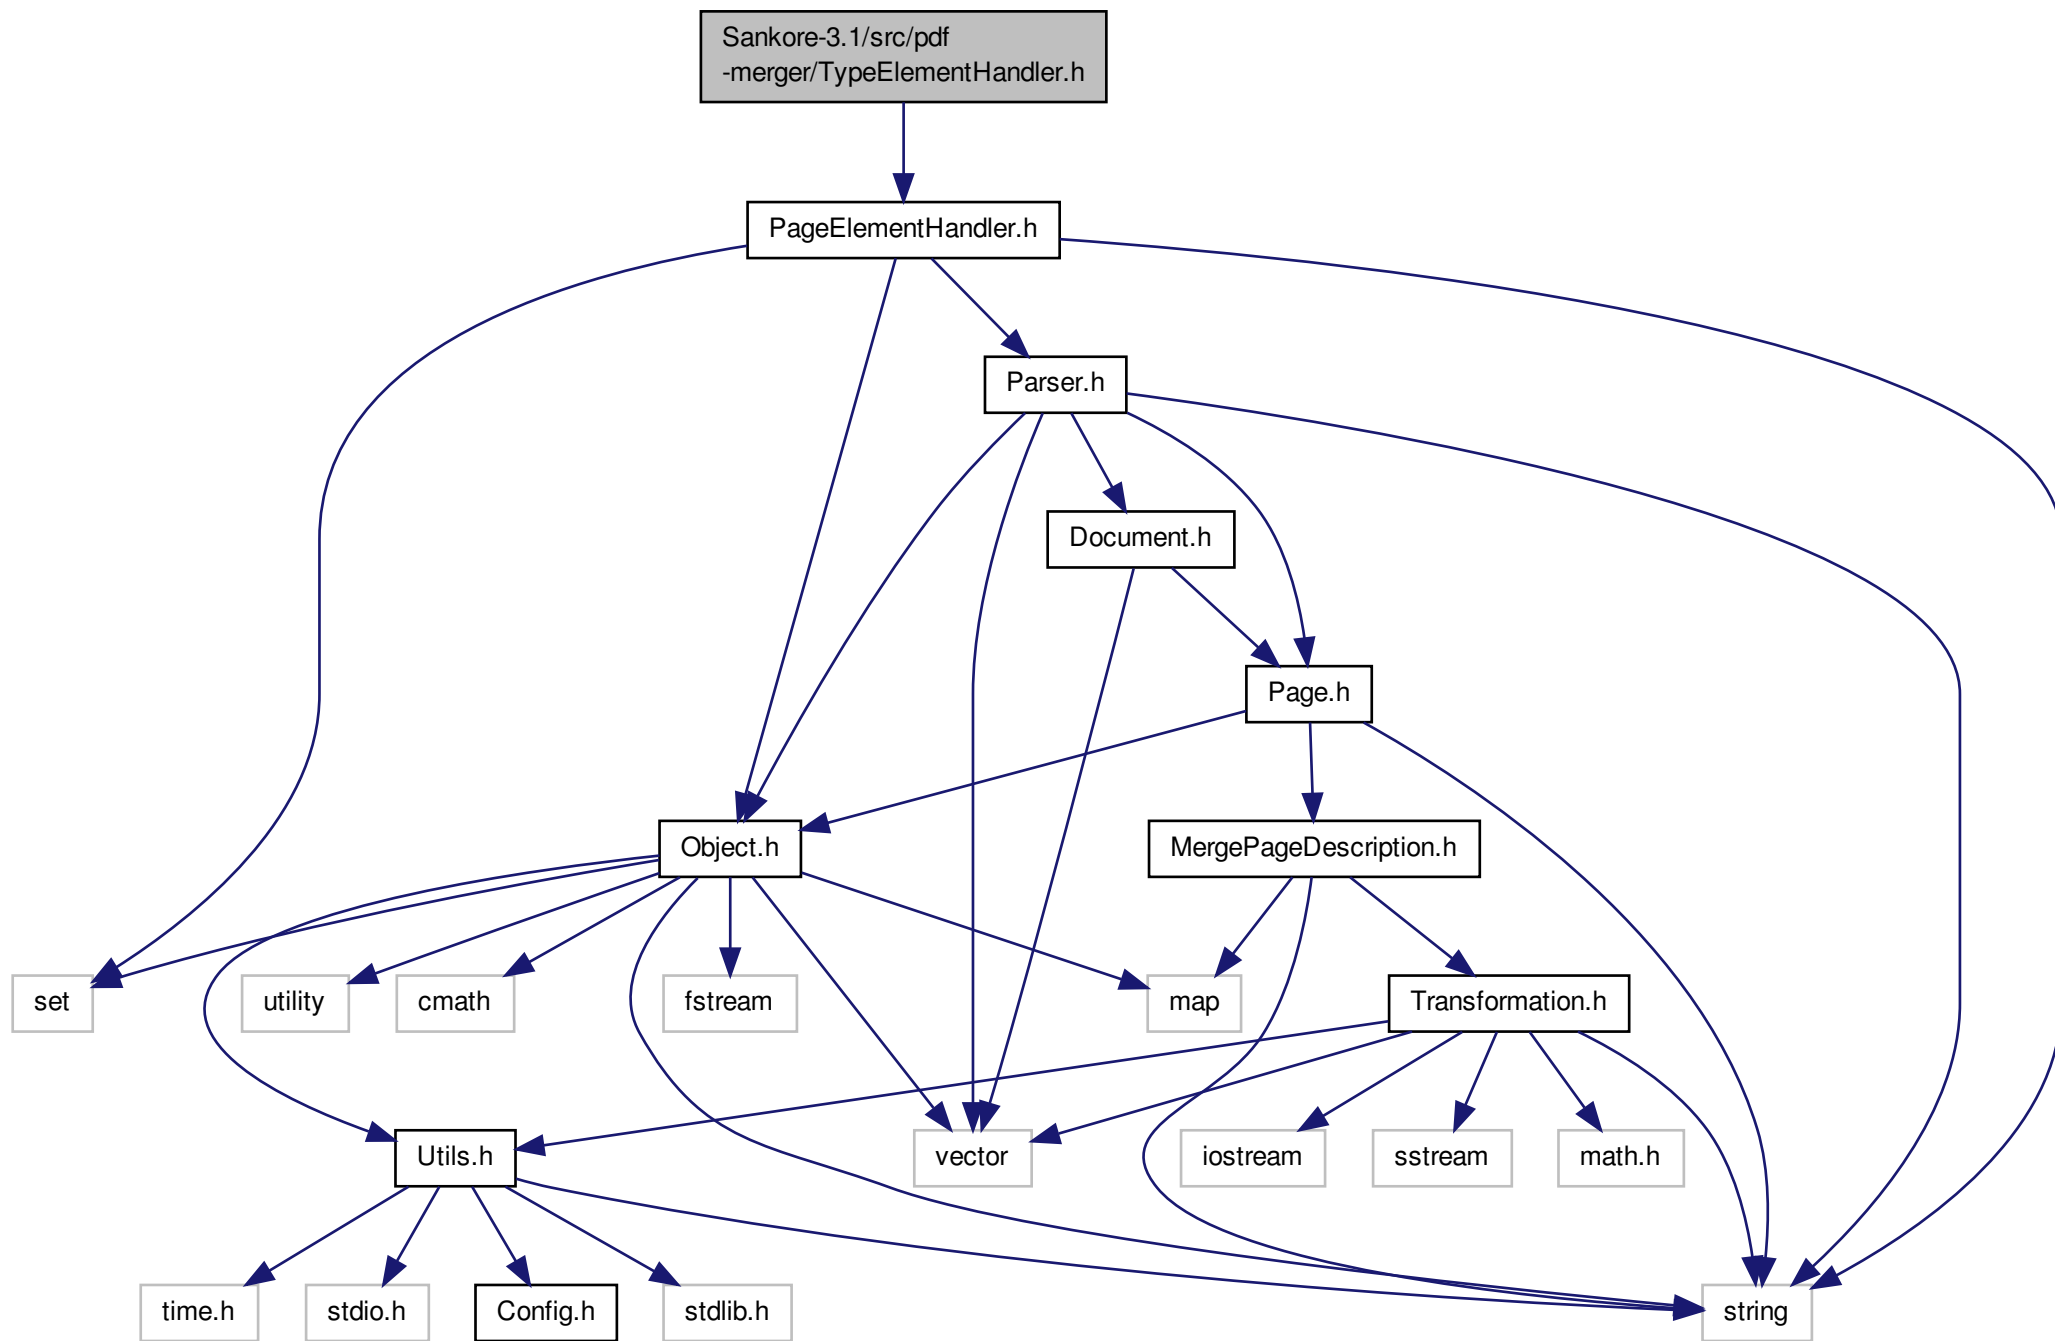 Sankore-3.1/src/pdf
-merger/TypeElementHandler.h
PageElementHandler.h
Parser.h
Document.h
Page.h
Object.h
MergePageDescription.h
set
utility
cmath
fstream
map
Transformation.h
Utils.h
vector
iostream
sstream
math.h
time.h
stdio.h
Config.h
stdlib.h
string